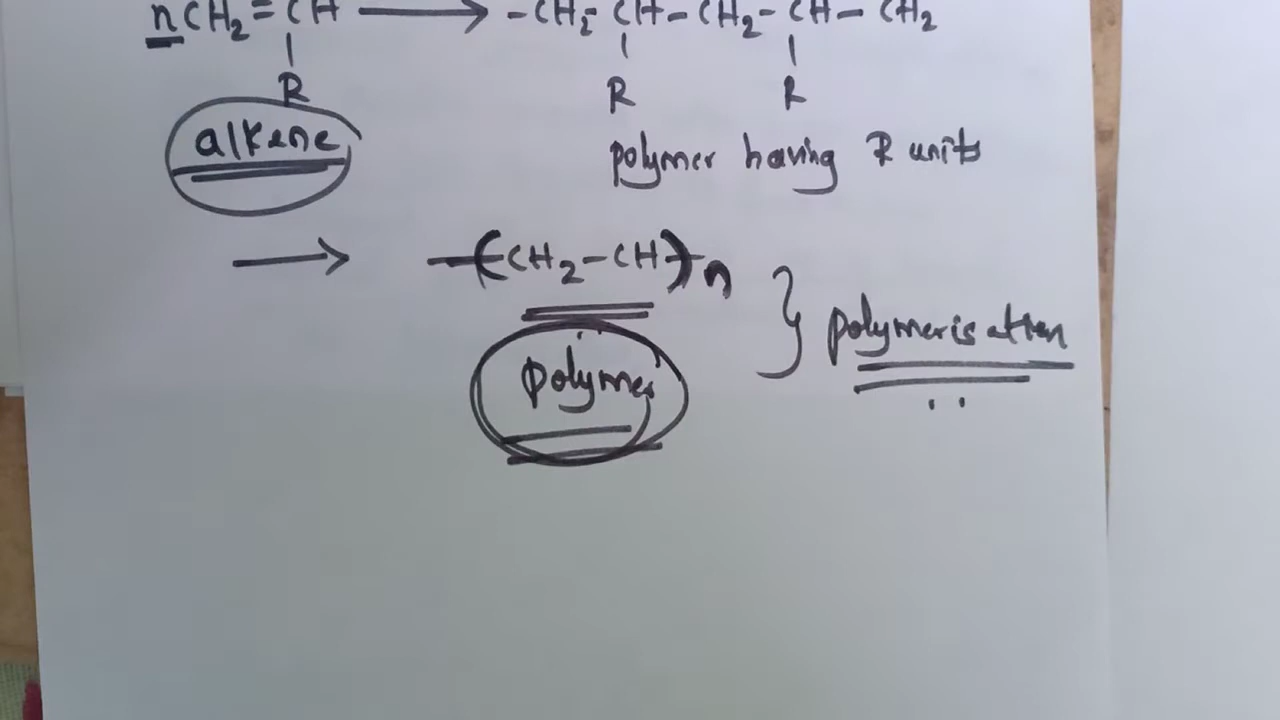 nCH₂=CH ⟶ -CH₂-CH-CH₂-CH-CH₂
R R R
alkene
polymer having R units
⟶ -(CH₂-CH)n
polymerisation
polymer